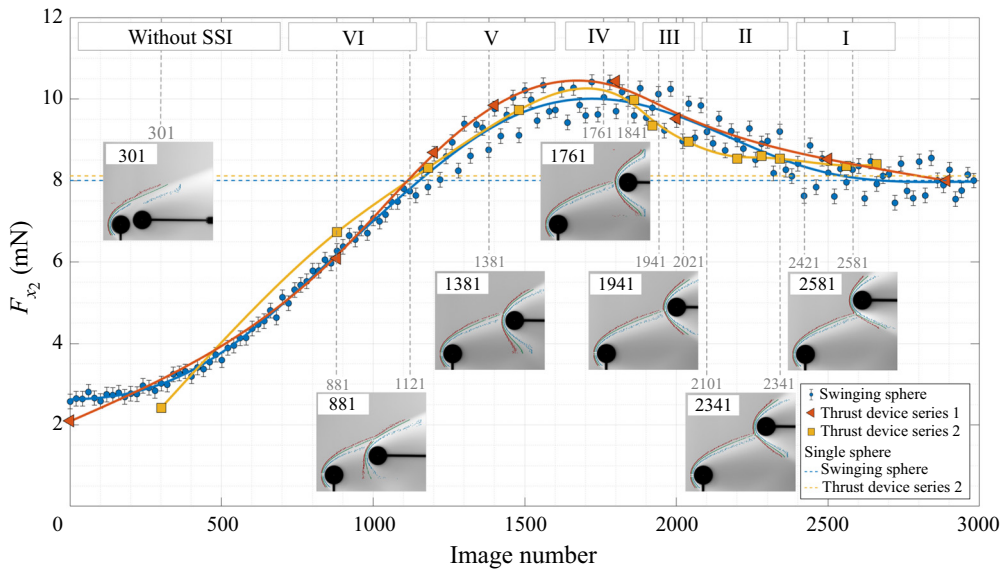 12
10
8
6
4
2
F_{x_2} (mN)
Without SSI
VI
V
IV
III
II
I
301
301
1761 1841
1761
1381
1381
1941 2021
1941
2421 2581
2581
881 1121
881
2101 2341
2341
Swinging sphere
Thrust device series 1
Thrust device series 2
Single sphere
Swinging sphere
Thrust device series 2
0 500 1000 1500 2000 2500 3000
Image number